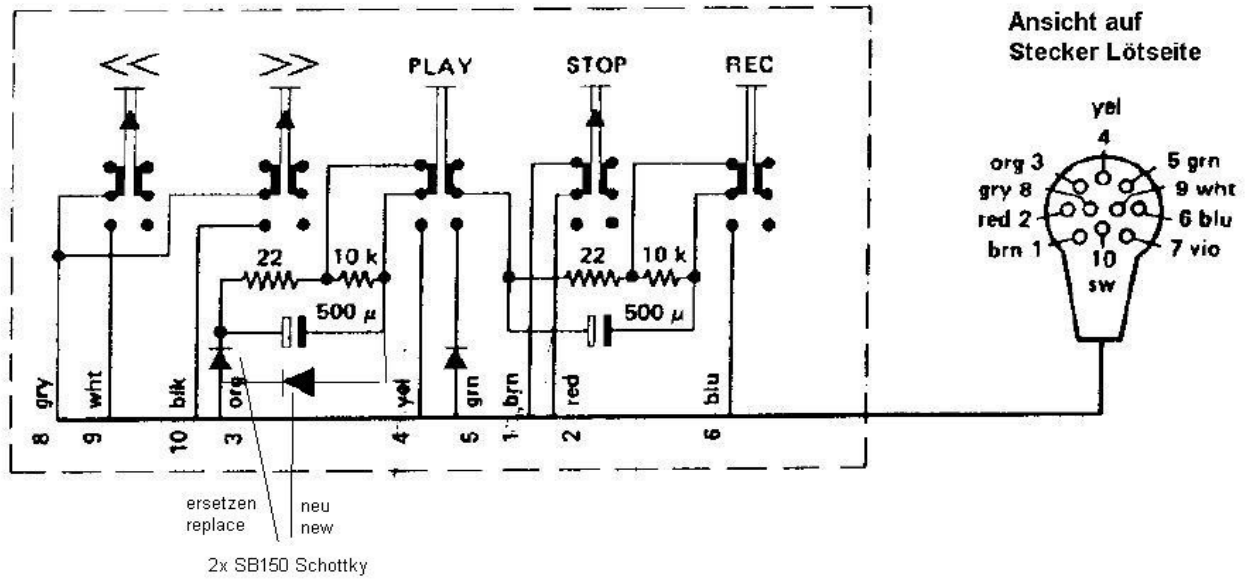 << >> PLAY STOP REC
Ansicht auf
Stecker Lötseite
yel
4
org 3
5 grn
gry 8
9 wht
red 2
6 blu
brn 1
7 vio
10
sw
22 10 k 22 10 k
500 µ 500 µ
gry wht blk org yel grn brn red blu
8 9 10 3 4 5 1 2 6
ersetzen neu
replace new
2x SB150 Schottky